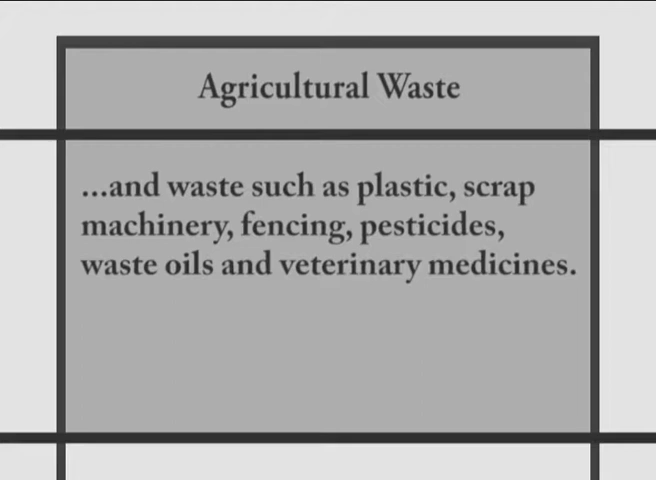 Agricultural Waste
...and waste such as plastic, scrap
machinery, fencing, pesticides,
waste oils and veterinary medicines.